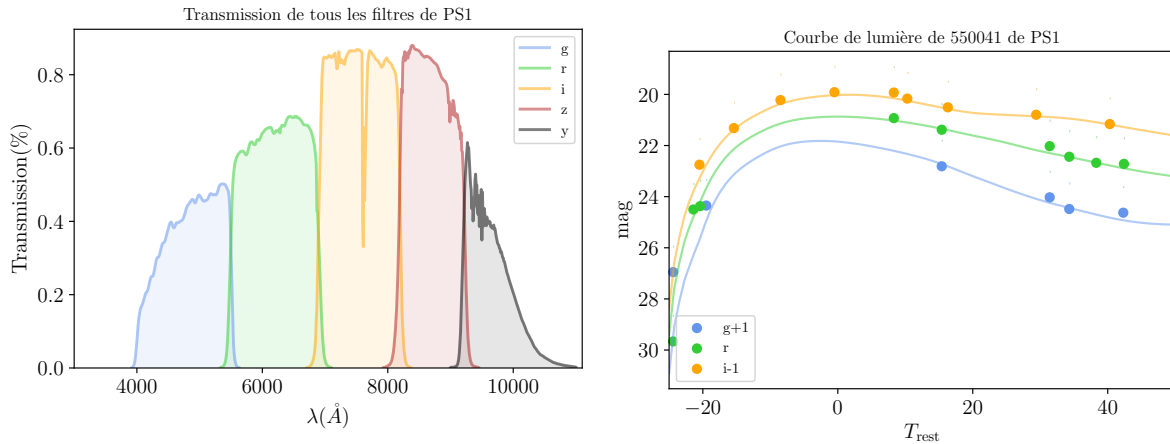 Transmission de tous les filtres de PS1
Transmission(%)
0.8
0.6
0.4
0.2
0.0
g
r
i
z
y
4000 6000 8000 10000
λ(Å)
Courbe de lumière de 550041 de PS1
mag
20
22
24
26
28
30
g+1
r
i-1
−20 0 20 40
T_rest